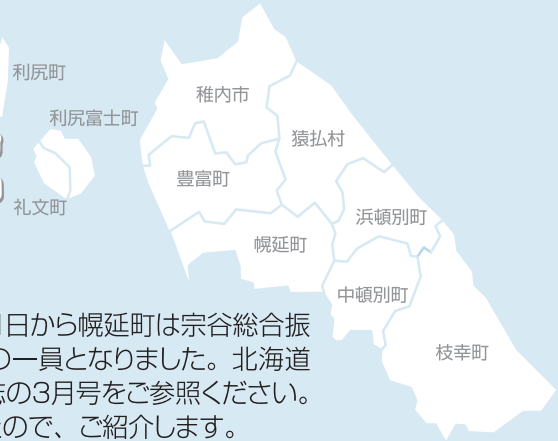 利尻町
利尻富士町
礼文町
稚内市
猿払村
豊富町
浜頓別町
幌延町
中頓別町
枝幸町
日から幌延町は宗谷総合振
の一員となりました。北海道
誌の3月号をご参照ください。
ので、ご紹介します。